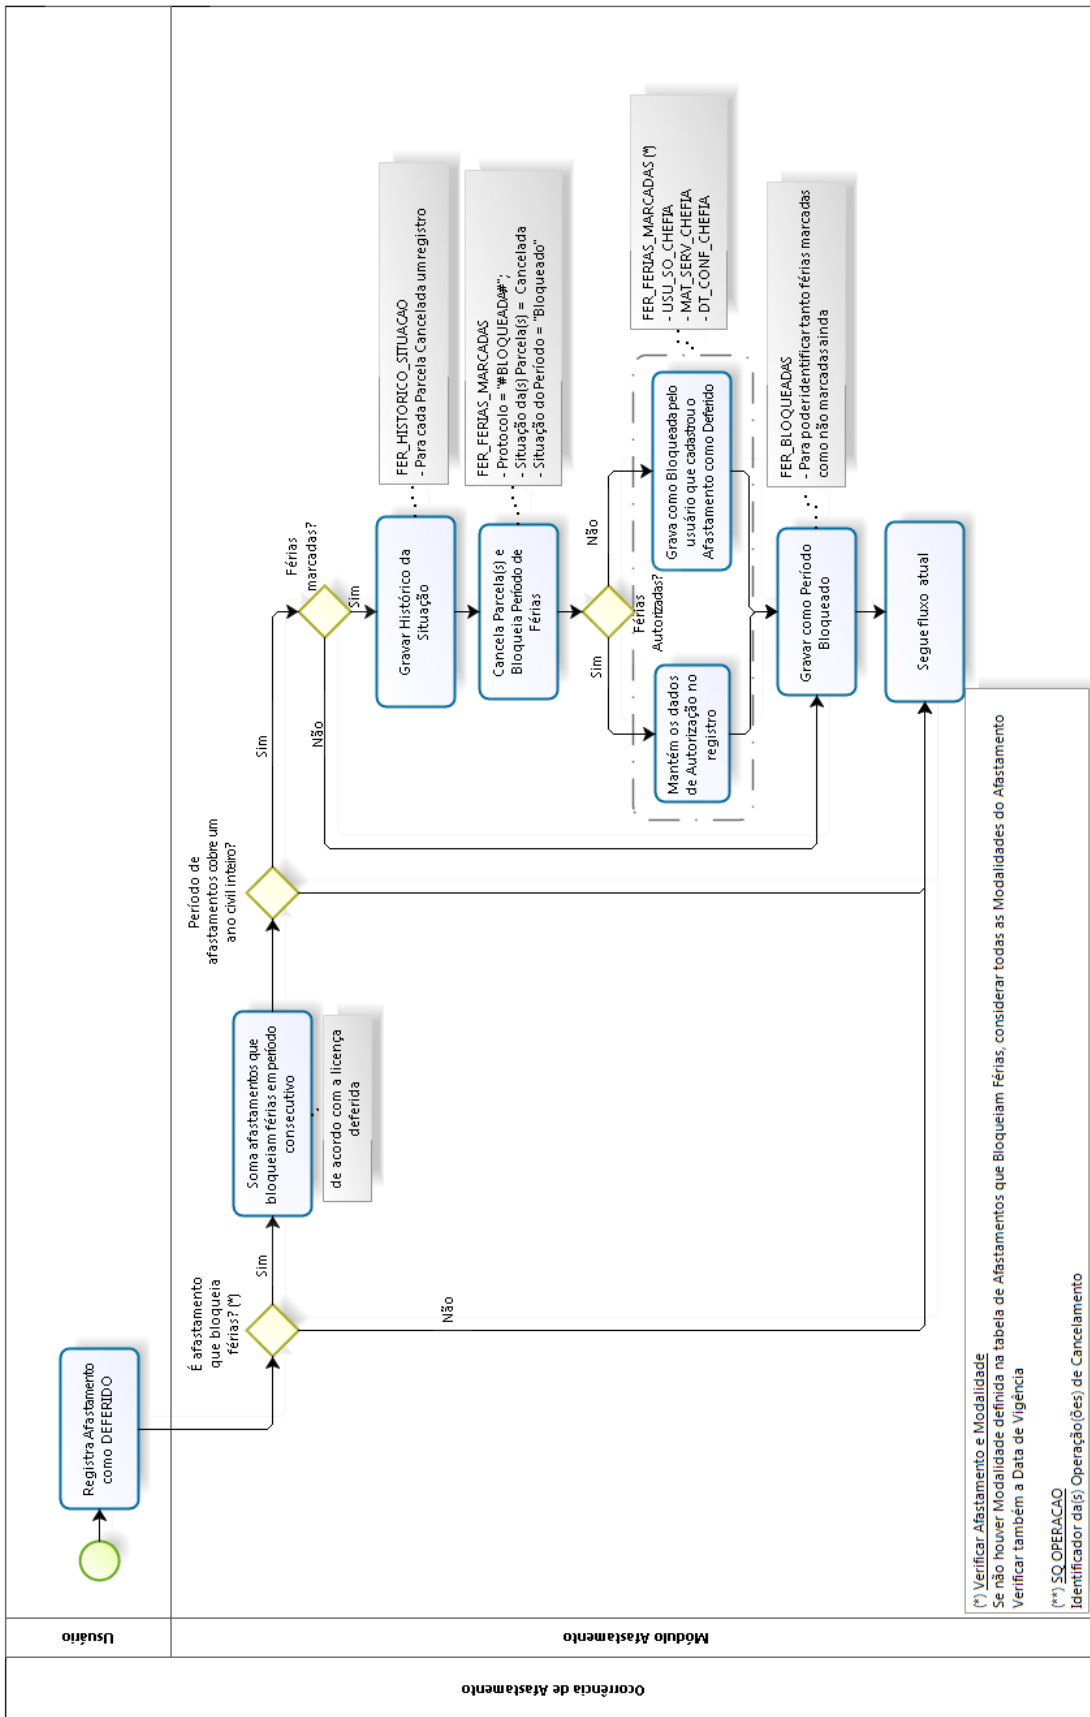 Ocorrência de Afastamento
Usuário
Módulo Afastamento
Registra Afastamento
como DEFERIDO
É afastamento
que bloqueia
férias? (*)
Sim
Não
Soma afastamentos que
bloqueiam férias em período
consecutivo
de acordo com a licença
deferida
Período de
afastamentos cobre um
ano civil inteiro?
Sim
Férias
marcadas?
Não
Sim
Gravar Histórico da
Situação
FER_HISTORICO_SITUACAO
- Para cada Parcela Cancelada um registro
Cancela Parcela(s) e
Bloqueia Período de
Férias
FER_FERIAS_MARCADAS
- Protocolo = "#BLOQUEADA#";
- Situação da(s) Parcela(s) = Cancelada
- Situação do Período = "Bloqueado"
Férias
Autorizadas?
Sim
Não
Mantém os dados
de Autorização no
registro
Grava como Bloqueada pelo
usuário que cadastrou o
Afastamento como Deferido
FER_FERIAS_MARCADAS (*)
- USU_SO_CHEFIA
- MAT_SERV_CHEFIA
- DT_CONF_CHEFIA
Gravar como Período
Bloqueado
FER_BLOQUEADAS
- Para poder identificar tanto férias marcadas
como não marcadas ainda
Segue fluxo atual
(*) Verificar Afastamento e Modalidade
Se não houver Modalidade definida na tabela de Afastamentos que Bloqueiam Férias, considerar todas as Modalidades do Afastamento
Verificar também a Data de Vigência
(**) SQ_OPERACAO
Identificador da(s) Operação(ões) de Cancelamento